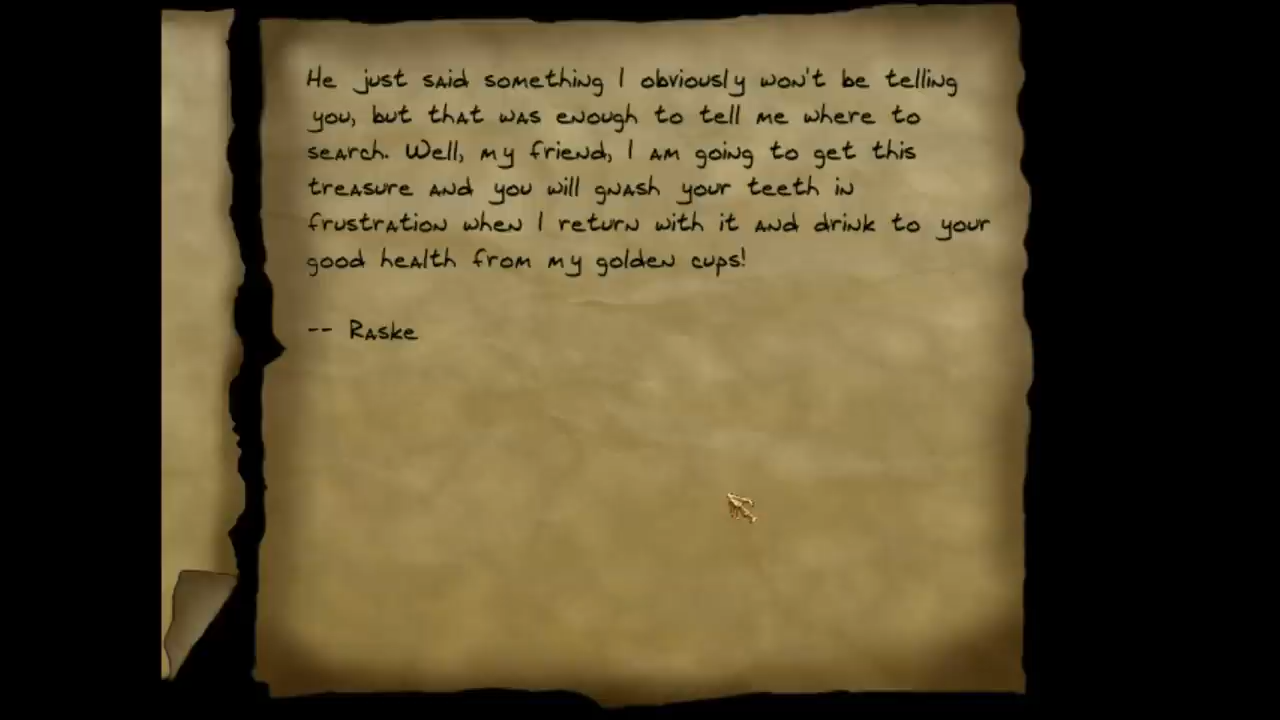 He just said something I obviously won't be telling
you, but that was enough to tell me where to
search. Well, my friend, I am going to get this
treasure and you will gnash your teeth in
frustration when I return with it and drink to your
good health from my golden cups!
-- Raske